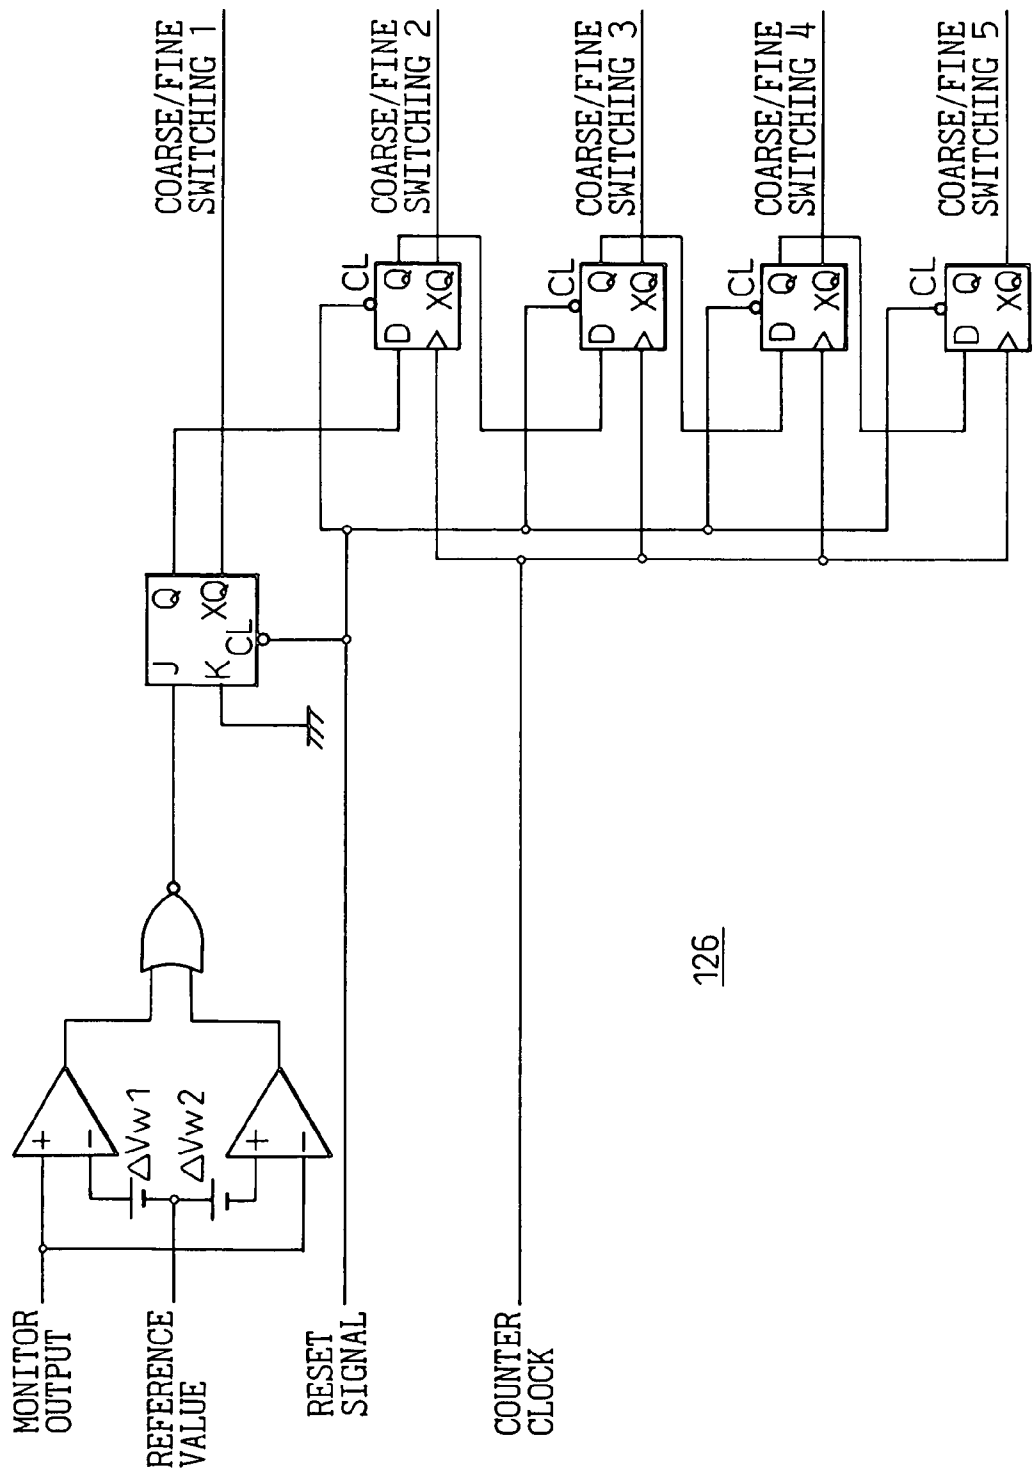 MONITOR
OUTPUT
REFERENCE
VALUE
RESET
SIGNAL
COUNTER
CLOCK
+
−
ΔVw1
ΔVw2
+
−
J
Q
K
XQ
CL
COARSE/FINE
SWITCHING 1
CL
D
Q
XQ
COARSE/FINE
SWITCHING 2
CL
D
Q
XQ
COARSE/FINE
SWITCHING 3
CL
D
Q
XQ
COARSE/FINE
SWITCHING 4
CL
D
Q
XQ
COARSE/FINE
SWITCHING 5
126